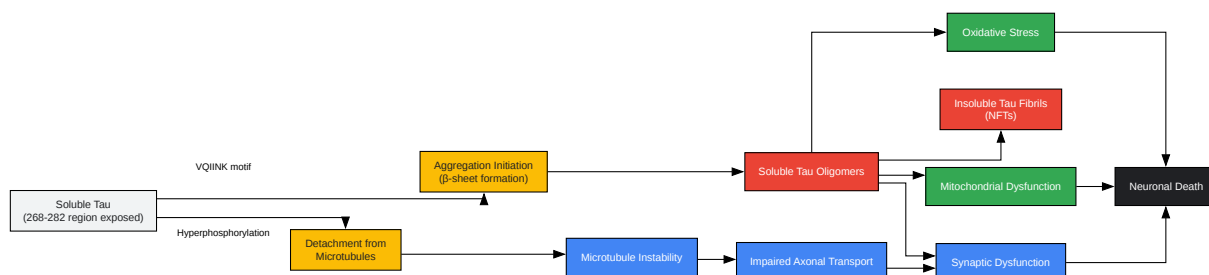 Oxidative Stress
Insoluble Tau Fibrils
(NFTs)
VQIINK motif
Aggregation Initiation
(β-sheet formation)
Soluble Tau Oligomers
Mitochondrial Dysfunction
Neuronal Death
Soluble Tau
(268-282 region exposed)
Hyperphosphorylation
Detachment from
Microtubules
Microtubule Instability
Impaired Axonal Transport
Synaptic Dysfunction